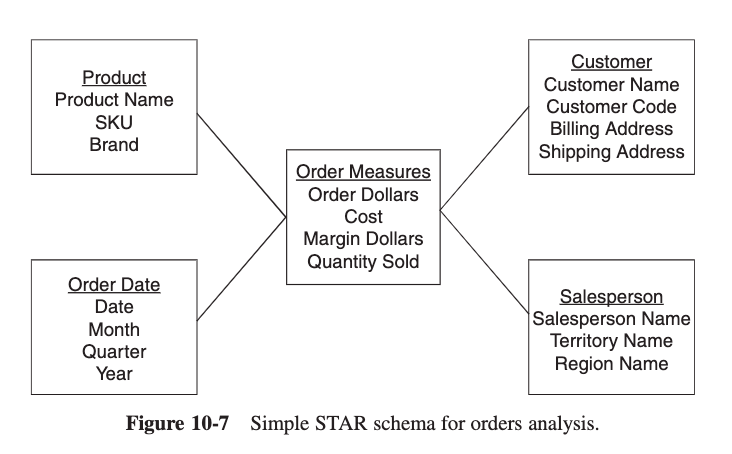 Product
Product Name
SKU
Brand
Customer
Customer Name
Customer Code
Billing Address
Shipping Address
Order Measures
Order Dollars
Cost
Margin Dollars
Quantity Sold
Order Date
Date
Month
Quarter
Year
Salesperson
Salesperson Name
Territory Name
Region Name
Figure 10-7 Simple STAR schema for orders analysis.